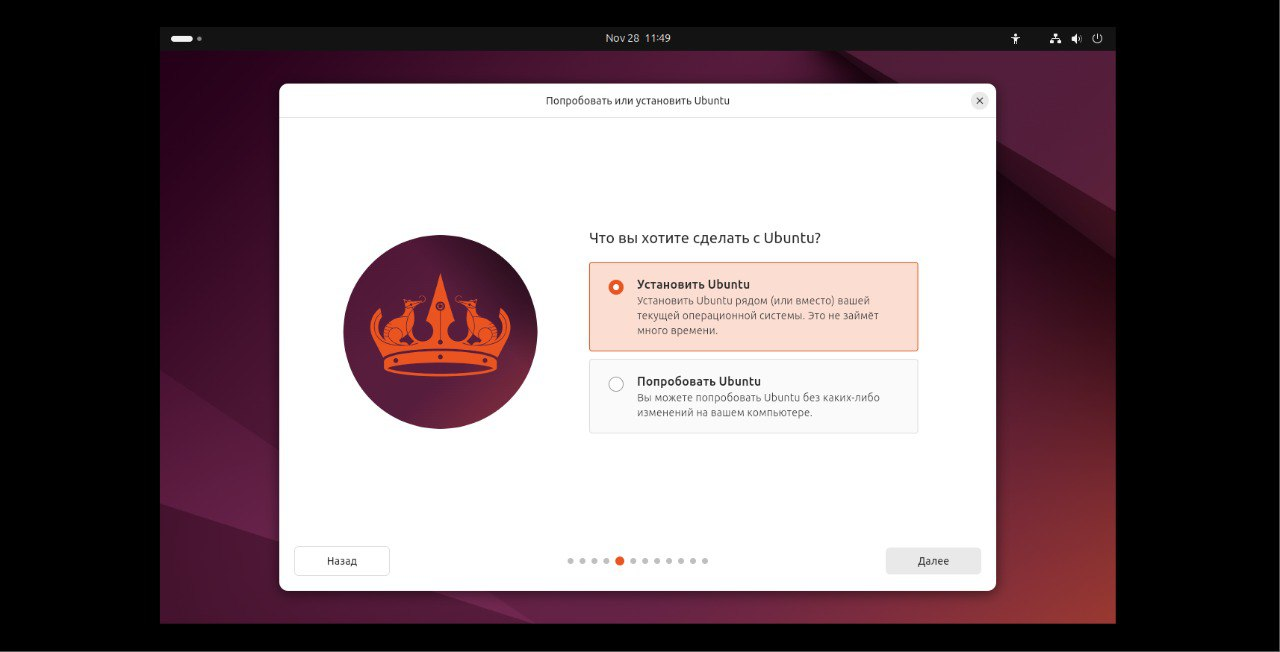 Nov 28 11:49
Попробовать или установить Ubuntu
Что вы хотите сделать с Ubuntu?
Установить Ubuntu
Установить Ubuntu рядом (или вместо) вашей
текущей операционной системы. Это не займёт
много времени.
Попробовать Ubuntu
Вы можете попробовать Ubuntu без каких-либо
изменений на вашем компьютере.
Назад
Далее